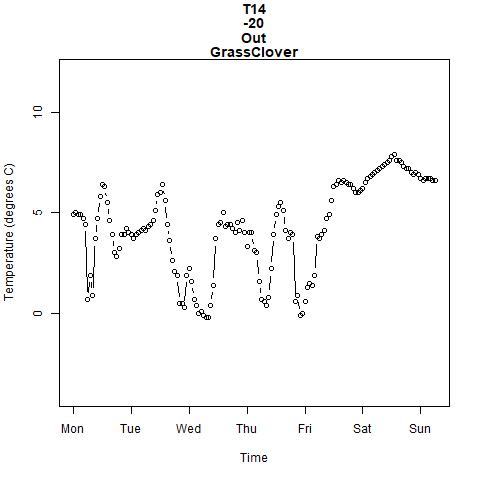 T14
-20
Out
GrassClover
Temperature (degrees C)
10
5
0
Mon Tue Wed Thu Fri Sat Sun
Time